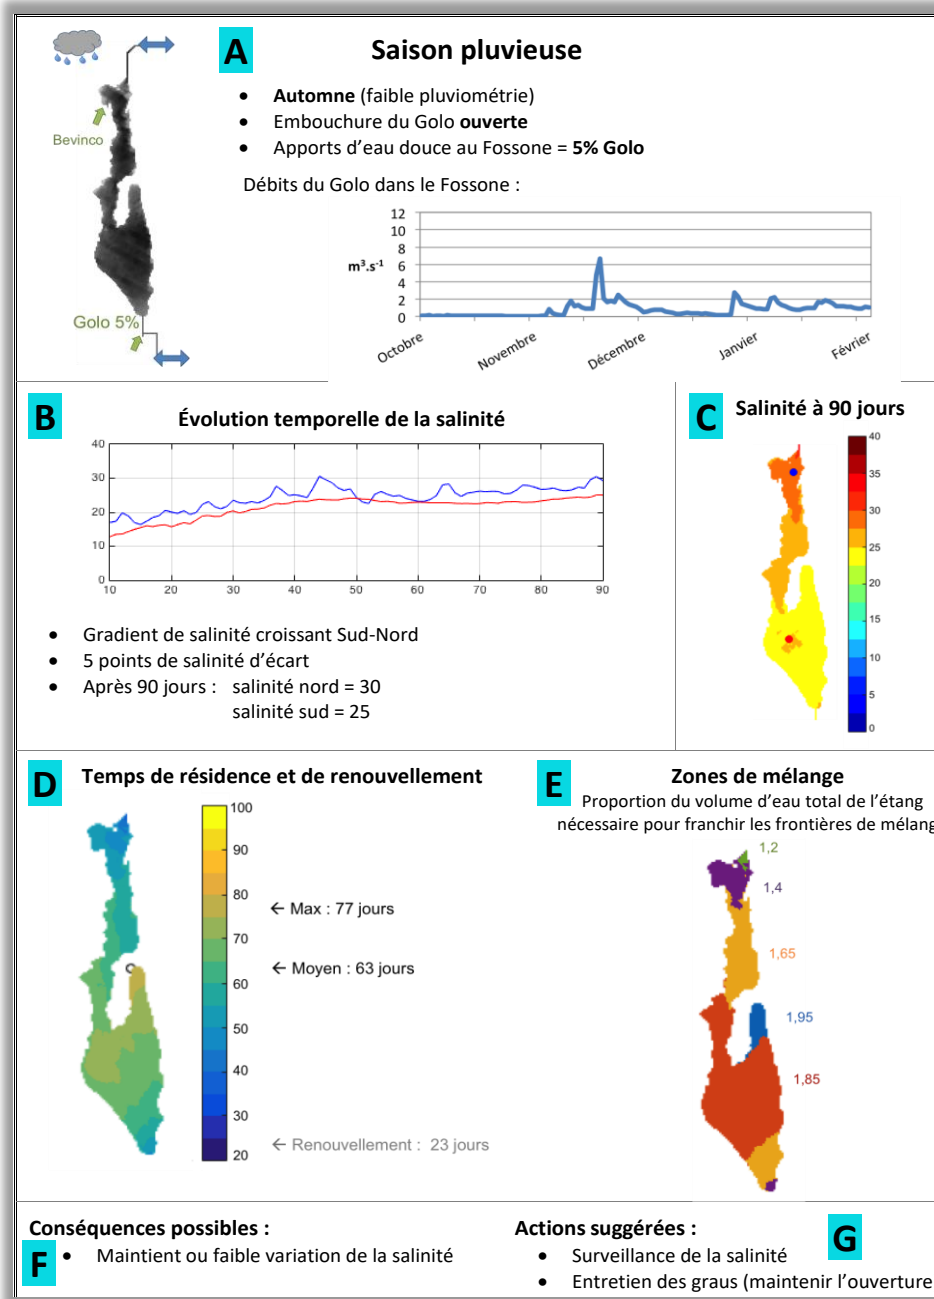 A
Saison pluvieuse
• Automne (faible pluviométrie)
• Embouchure du Golo ouverte
• Apports d'eau douce au Fossone = 5% Golo
Débits du Golo dans le Fossone :
Bevinco
Golo 5%
12
10
8
6
4
2
0
m³.s⁻¹
Octobre
Novembre
Décembre
Janvier
Février
B
Évolution temporelle de la salinité
40
30
20
10
0
10 20 30 40 50 60 70 80 90
• Gradient de salinité croissant Sud-Nord
• 5 points de salinité d'écart
• Après 90 jours : salinité nord = 30
salinité sud = 25
C
Salinité à 90 jours
40
35
30
25
20
15
10
5
0
D
Temps de résidence et de renouvellement
100
90
80
70
60
50
40
30
20
← Max : 77 jours
← Moyen : 63 jours
← Renouvellement : 23 jours
E
Zones de mélange
Proportion du volume d'eau total de l'étang
nécessaire pour franchir les frontières de mélang
1,2
1,4
1,65
1,95
1,85
Conséquences possibles :
F
• Maintient ou faible variation de la salinité
Actions suggérées :
G
• Surveillance de la salinité
• Entretien des graus (maintenir l'ouverture